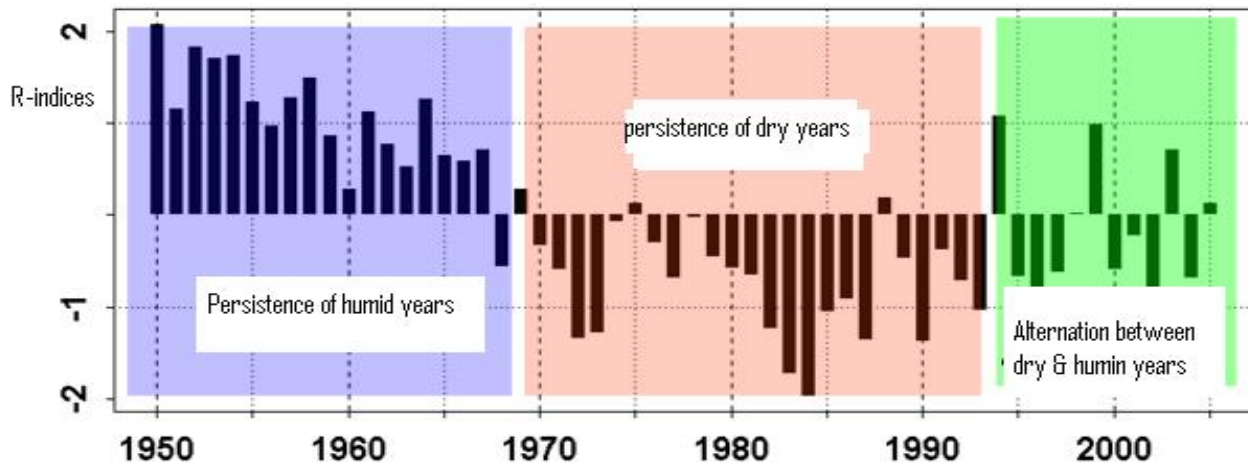 2
R-indices
persistence of dry years
Persistence of humid years
-1
Alternation between
dry & humin years
-2
1950 1960 1970 1980 1990 2000